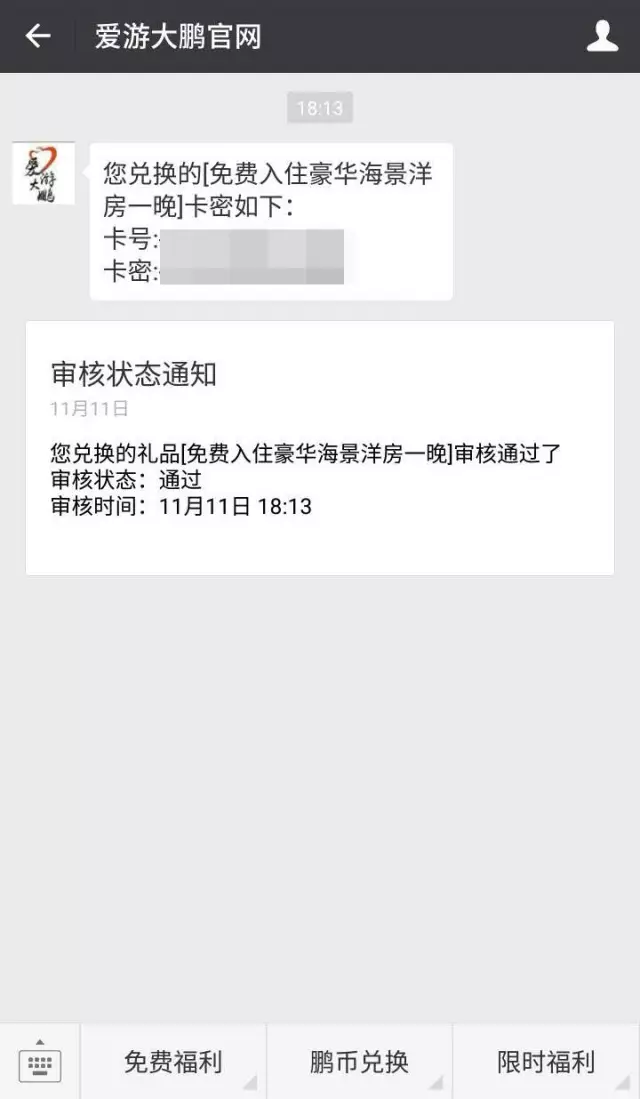 爱游大鹏官网
18:13
爱游
大鹏
您兑换的[免费入住豪华海景洋
房一晚]卡密如下：
卡号:
卡密:
审核状态通知
11月11日
您兑换的礼品[免费入住豪华海景洋房一晚]审核通过了
审核状态：通过
审核时间：11月11日 18:13
免费福利
鹏币兑换
限时福利